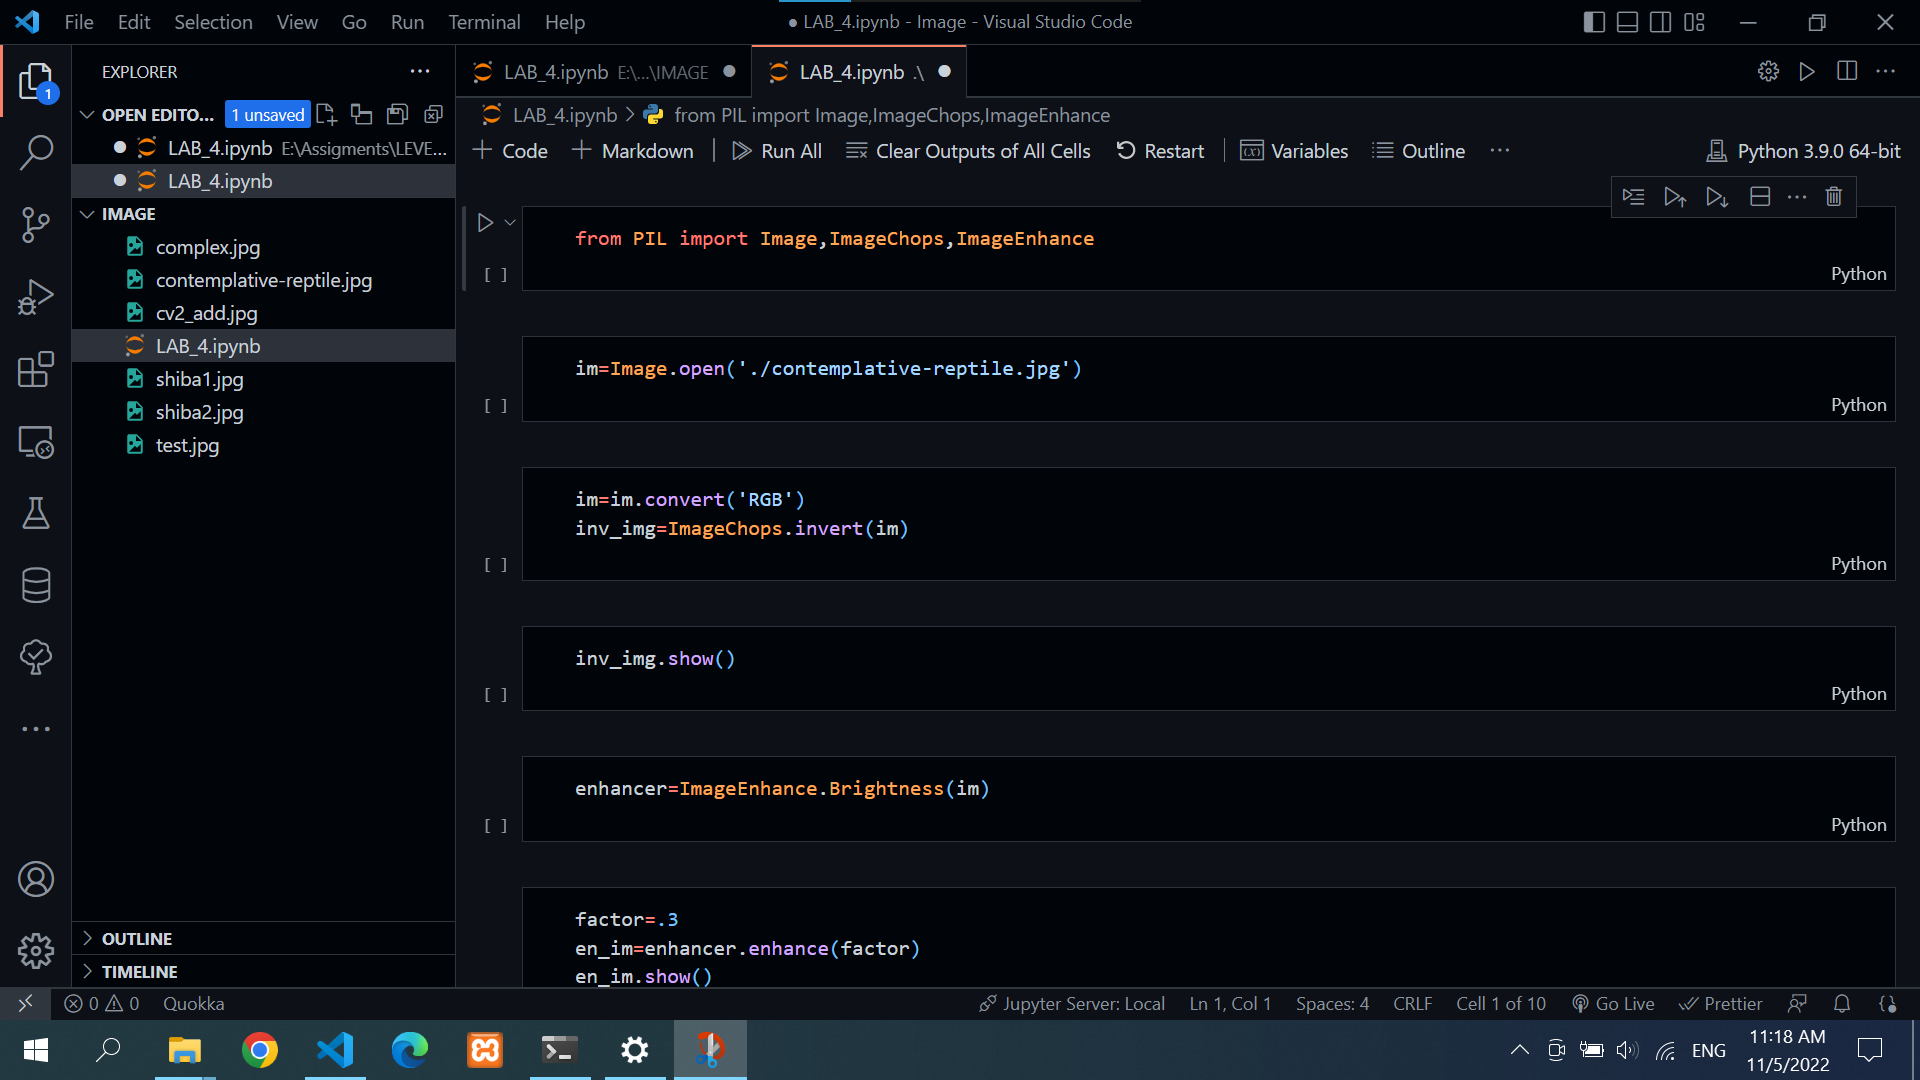 File Edit Selection View Go Run Terminal Help
● LAB_4.ipynb - Image - Visual Studio Code
EXPLORER
1
OPEN EDITO... 1 unsaved
LAB_4.ipynb E:\Assigments\LEVE...
LAB_4.ipynb
IMAGE
complex.jpg
contemplative-reptile.jpg
cv2_add.jpg
LAB_4.ipynb
shiba1.jpg
shiba2.jpg
test.jpg
OUTLINE
TIMELINE
LAB_4.ipynb E:\...\IMAGE
LAB_4.ipynb .\
LAB_4.ipynb > from PIL import Image,ImageChops,ImageEnhance
+ Code + Markdown | Run All Clear Outputs of All Cells Restart | Variables Outline ...
Python 3.9.0 64-bit
from PIL import Image,ImageChops,ImageEnhance
[ ]
Python
im=Image.open('./contemplative-reptile.jpg')
[ ]
Python
im=im.convert('RGB')
inv_img=ImageChops.invert(im)
[ ]
Python
inv_img.show()
[ ]
Python
enhancer=ImageEnhance.Brightness(im)
[ ]
Python
factor=.3
en_im=enhancer.enhance(factor)
en_im.show()
0 0 Quokka
Jupyter Server: Local Ln 1, Col 1 Spaces: 4 CRLF Cell 1 of 10 Go Live Prettier
ENG
11:18 AM
11/5/2022